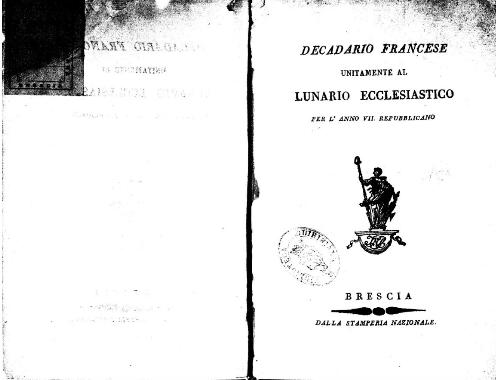 DECADARIO FRANCESE
UNITAMENTE AL
LUNARIO ECCLESIASTICO
PER L' ANNO VII. REPUBBLICANO
BRESCIA
DALLA STAMPERIA NAZIONALE.